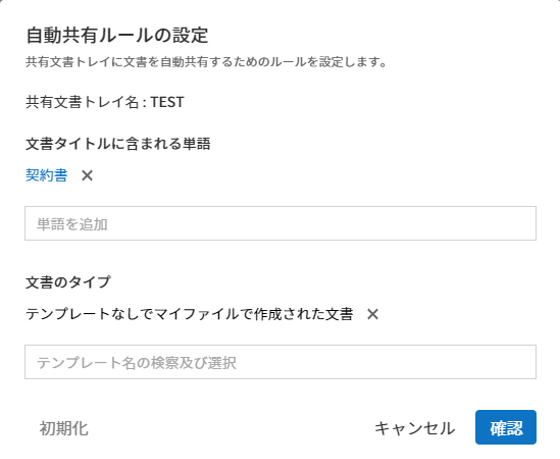 自動共有ルールの設定
共有文書トレイに文書を自動共有するためのルールを設定します。
共有文書トレイ名 : TEST
文書タイトルに含まれる単語
契約書 ×
単語を追加
文書のタイプ
テンプレートなしでマイファイルで作成された文書 ×
テンプレート名の検察及び選択
初期化 キャンセル 確認